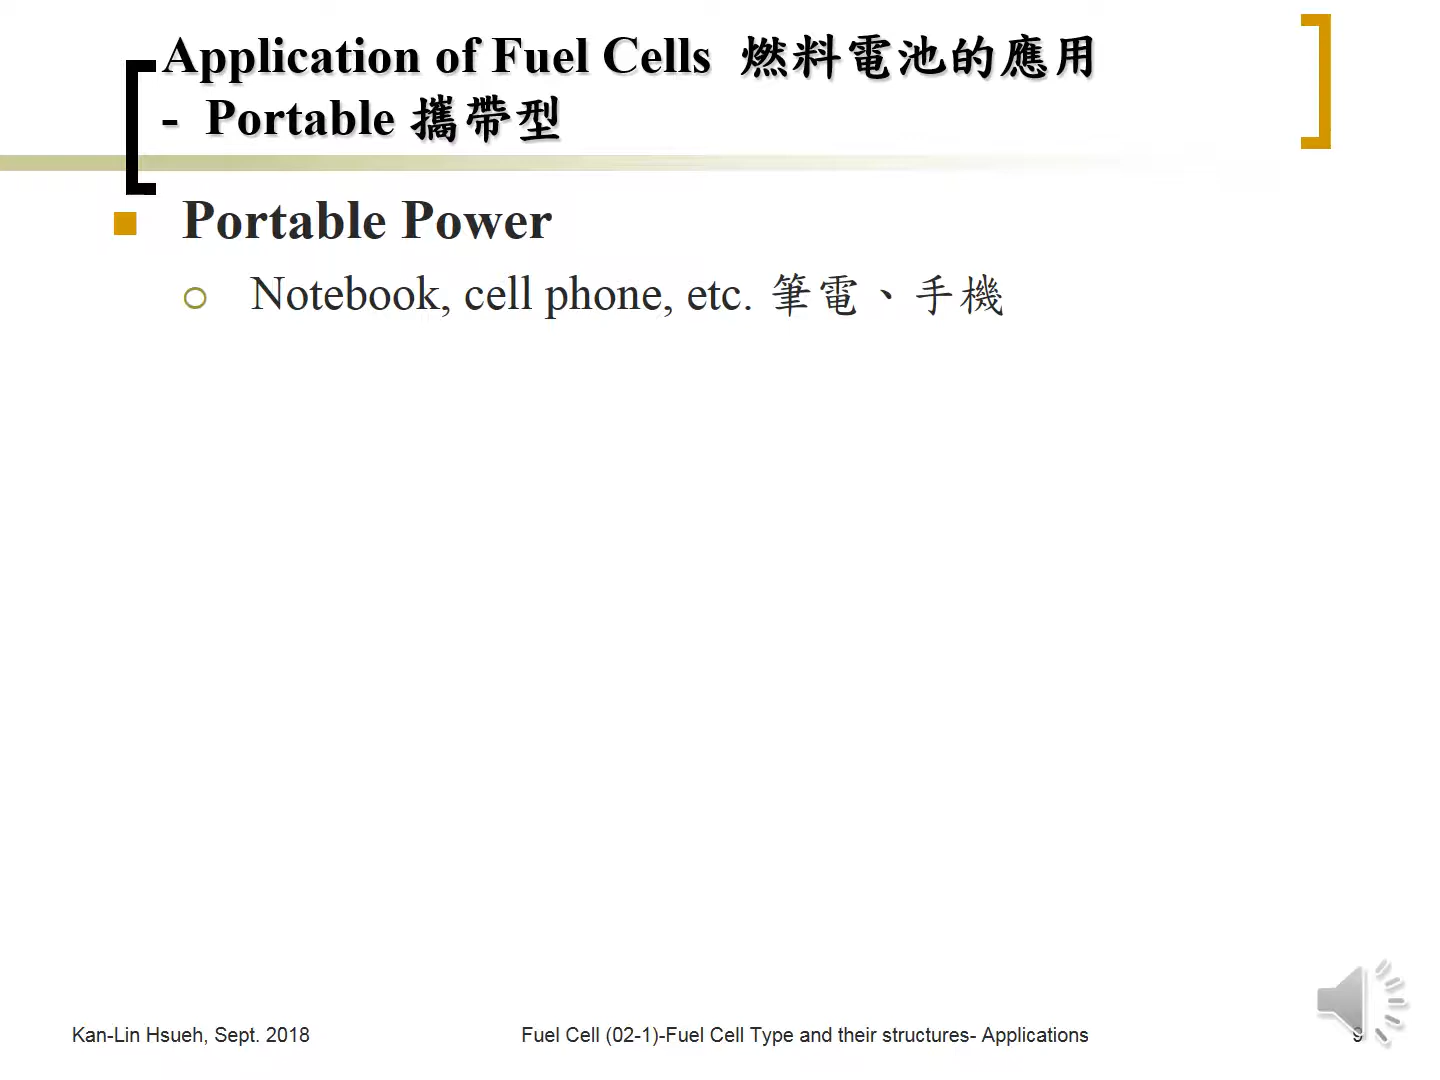 Application of Fuel Cells 燃料電池的應用
- Portable 攜帶型
Portable Power
Notebook, cell phone, etc. 筆電、手機
Kan-Lin Hsueh, Sept. 2018
Fuel Cell (02-1)-Fuel Cell Type and their structures- Applications
9